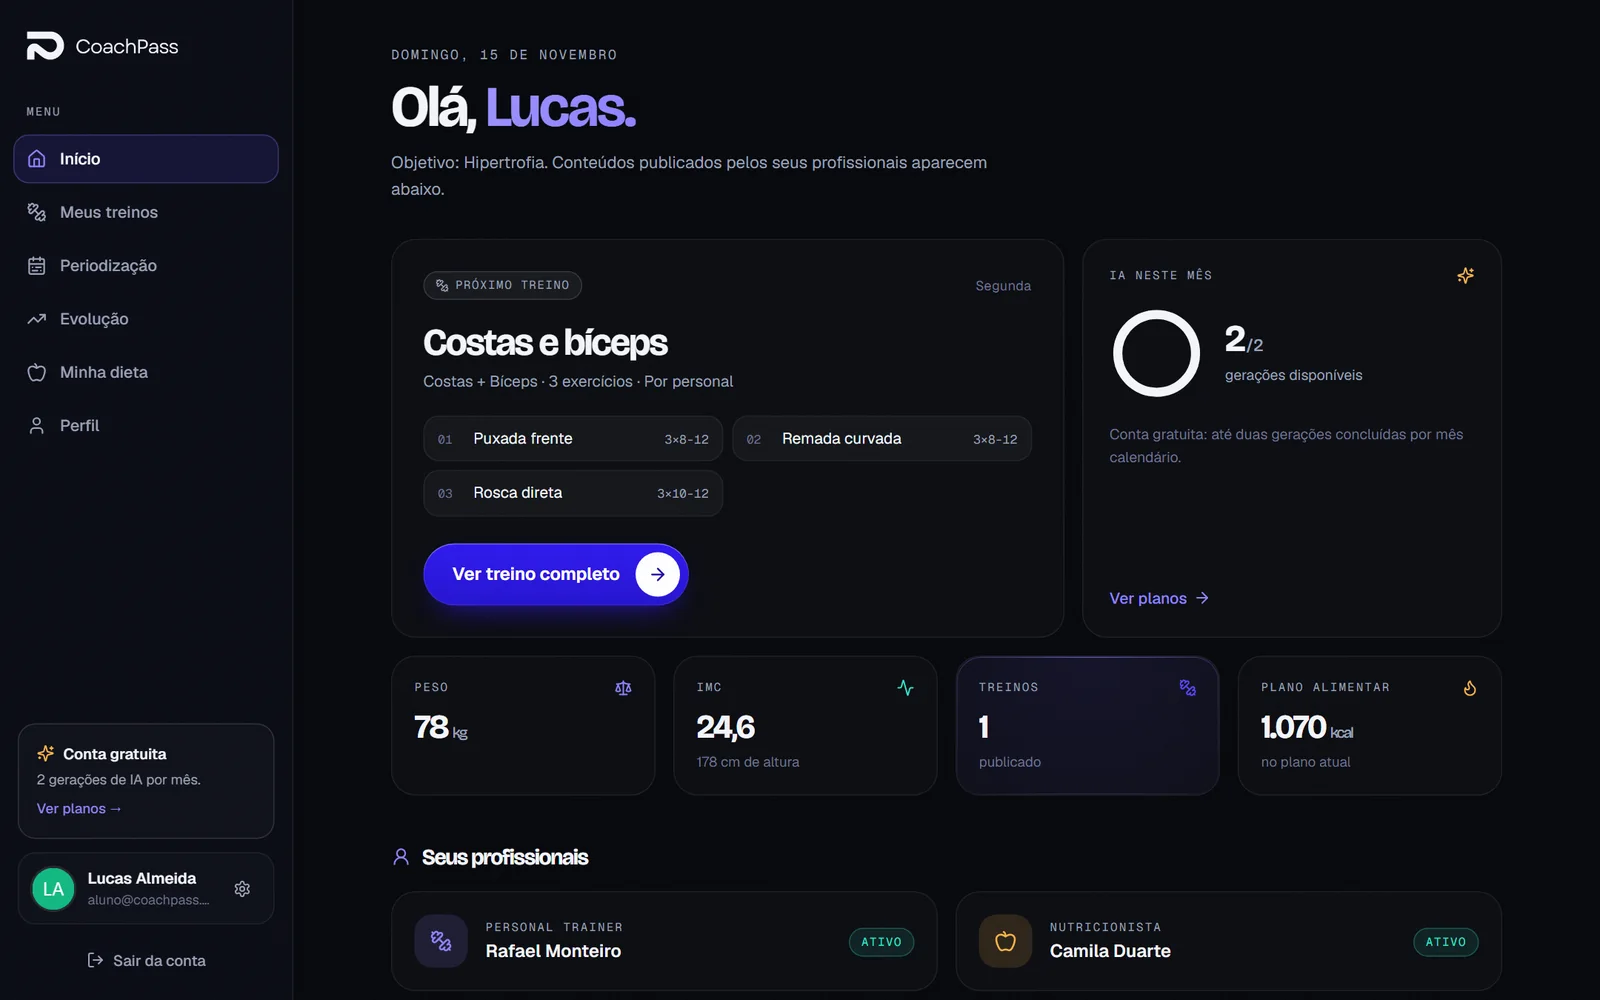 CoachPass
MENU
Início
Meus treinos
Periodização
Evolução
Minha dieta
Perfil
Conta gratuita
2 gerações de IA por mês.
Ver planos →
LA
Lucas Almeida
aluno@coachpass....
Sair da conta
DOMINGO, 15 DE NOVEMBRO
Olá, Lucas.
Objetivo: Hipertrofia. Conteúdos publicados pelos seus profissionais aparecem
abaixo.
PRÓXIMO TREINO
Segunda
Costas e bíceps
Costas + Bíceps · 3 exercícios · Por personal
01 Puxada frente 3×8-12
02 Remada curvada 3×8-12
03 Rosca direta 3×10-12
Ver treino completo →
IA NESTE MÊS
2/2
gerações disponíveis
Conta gratuita: até duas gerações concluídas por mês
calendário.
Ver planos →
PESO
78 kg
IMC
24,6
178 cm de altura
TREINOS
1
publicado
PLANO ALIMENTAR
1.070 kcal
no plano atual
Seus profissionais
PERSONAL TRAINER
Rafael Monteiro
ATIVO
NUTRICIONISTA
Camila Duarte
ATIVO